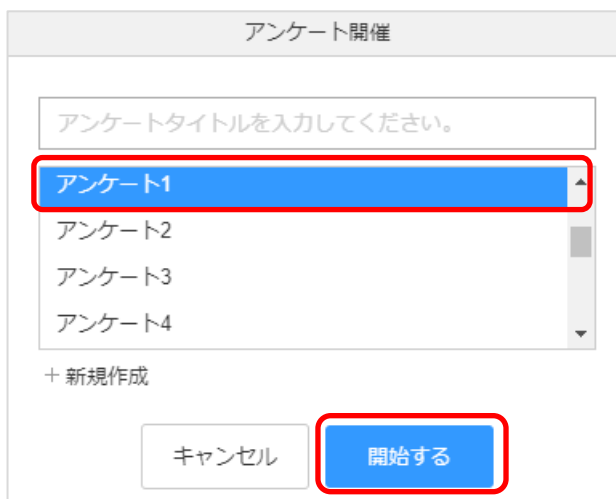 アンケート開催
アンケートタイトルを入力してください。
アンケート1
アンケート2
アンケート3
アンケート4
＋新規作成
キャンセル
開始する